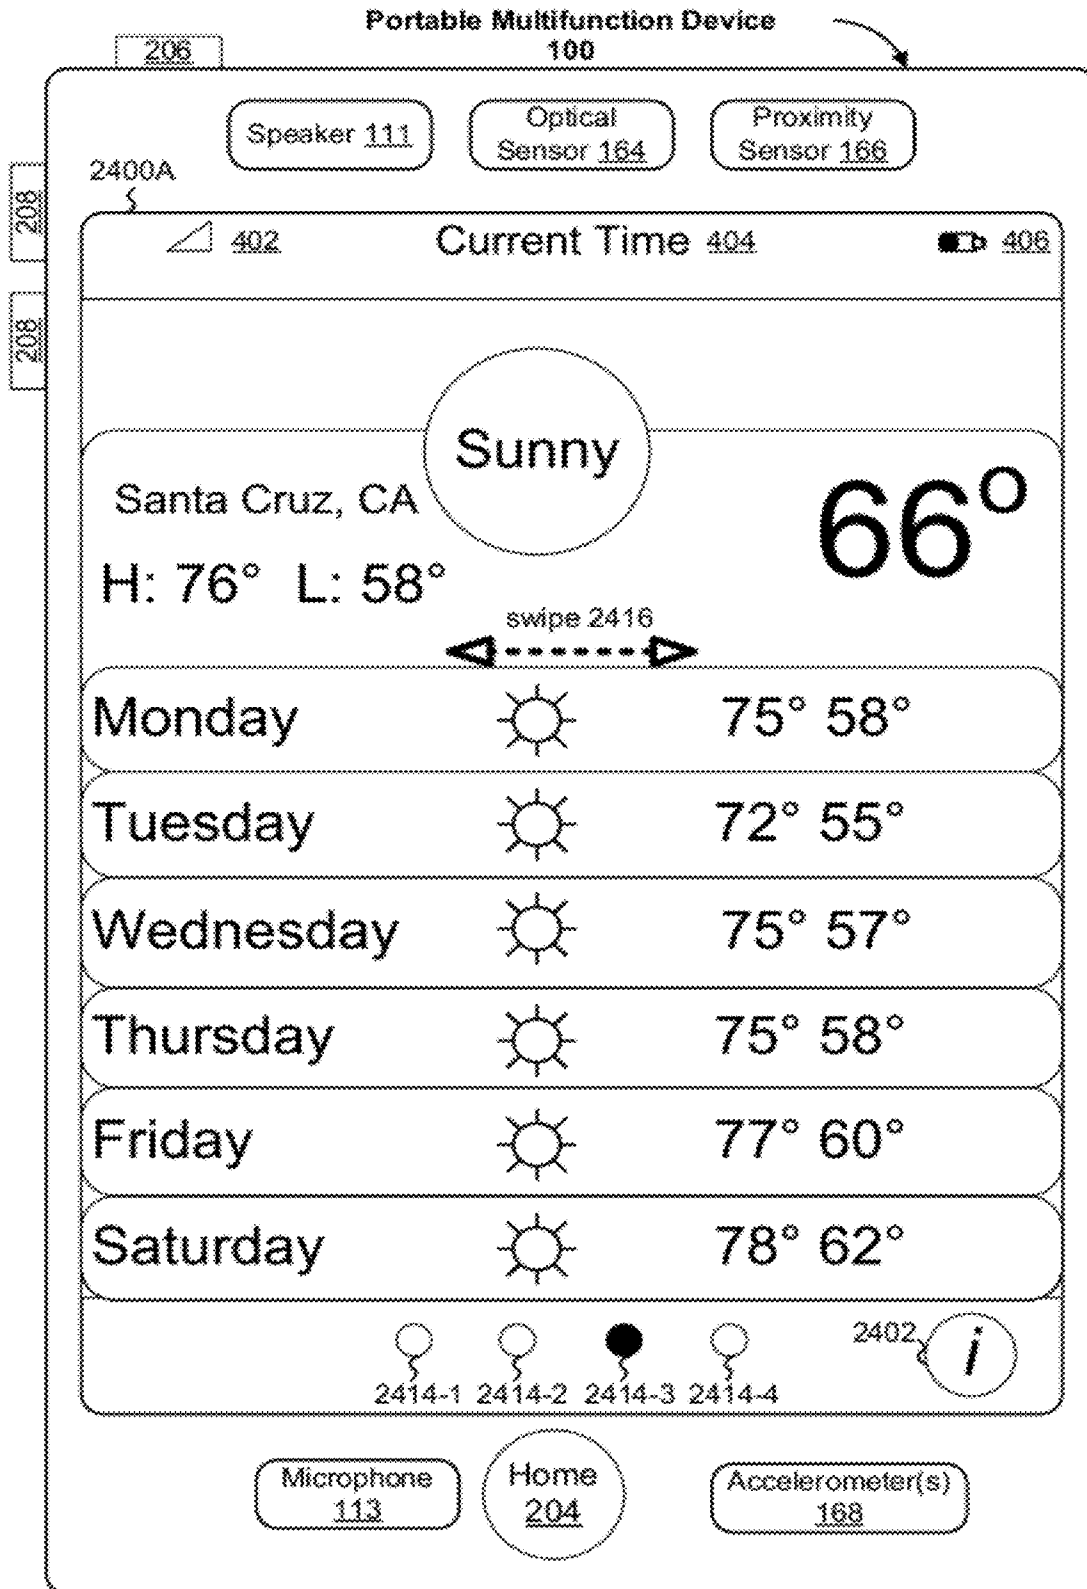 Portable Multifunction Device
100
206
Speaker 111
Optical
Sensor 164
Proximity
Sensor 166
2400A
208
208
402
Current Time 404
406
Sunny
Santa Cruz, CA
66°
H: 76° L: 58°
swipe 2416
Monday 75° 58°
Tuesday 72° 55°
Wednesday 75° 57°
Thursday 75° 58°
Friday 77° 60°
Saturday 78° 62°
2402
i
2414-1 2414-2 2414-3 2414-4
Microphone
113
Home
204
Accelerometer(s)
168